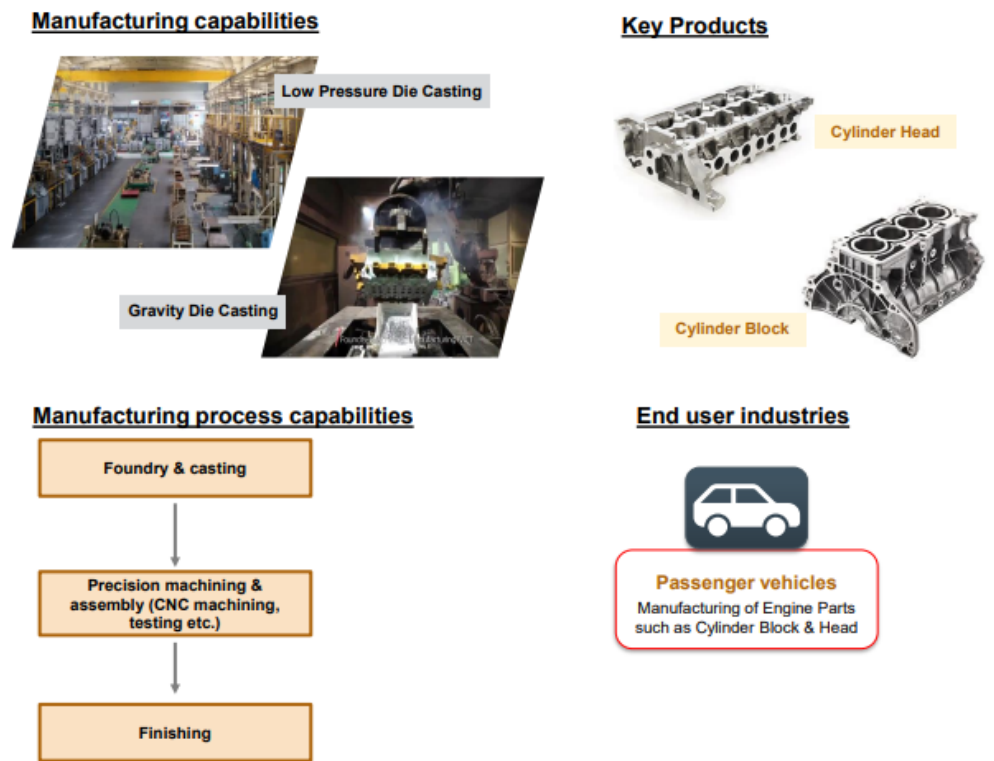 Manufacturing capabilities
Low Pressure Die Casting
Gravity Die Casting
Foundry
Manufacturing
Key Products
Cylinder Head
Cylinder Block
Manufacturing process capabilities
Foundry & casting
Precision machining &
assembly (CNC machining,
testing etc.)
Finishing
End user industries
Passenger vehicles
Manufacturing of Engine Parts
such as Cylinder Block & Head